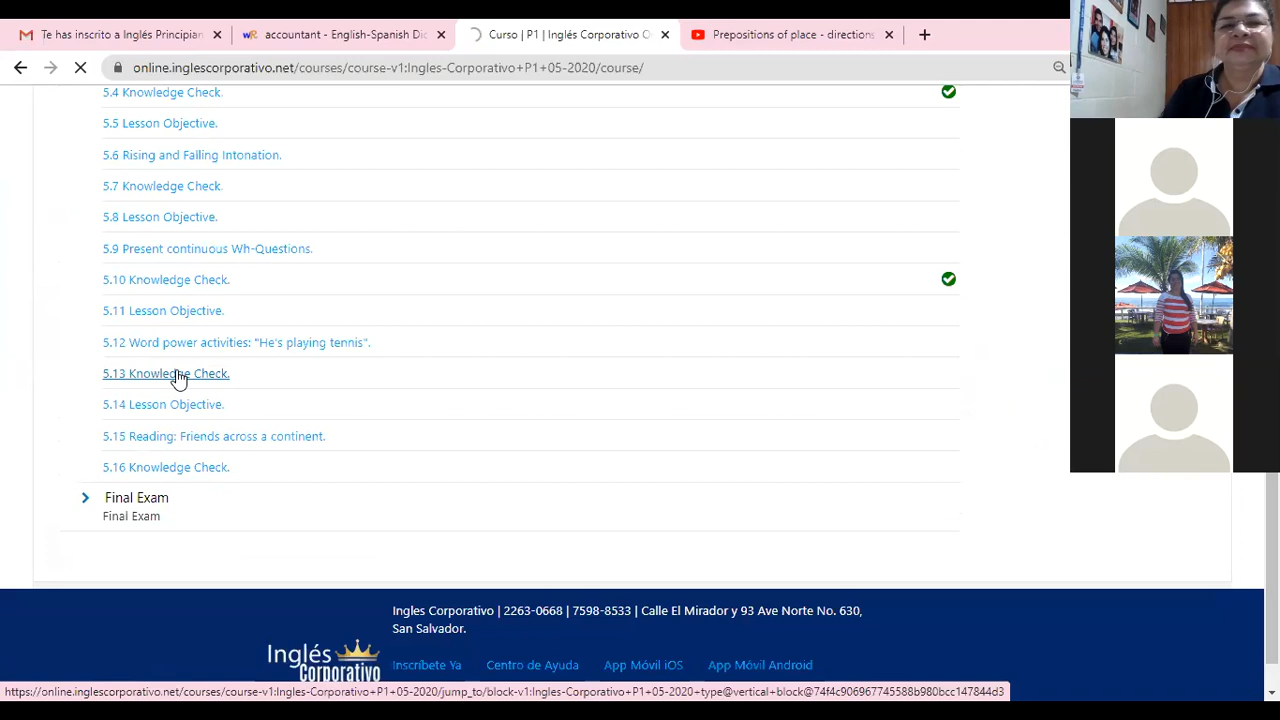 Te has inscrito a Inglés Principian
accountant - English-Spanish Dic
Curso | P1 | Inglés Corporativo O
Prepositions of place - directions
online.inglescorporativo.net/courses/course-v1:Ingles-Corporativo+P1+05-2020/course/
5.4 Knowledge Check.
5.5 Lesson Objective.
5.6 Rising and Falling Intonation.
5.7 Knowledge Check.
5.8 Lesson Objective.
5.9 Present continuous Wh-Questions.
5.10 Knowledge Check.
5.11 Lesson Objective.
5.12 Word power activities: "He's playing tennis".
5.13 Knowledge Check.
5.14 Lesson Objective.
5.15 Reading: Friends across a continent.
5.16 Knowledge Check.
Final Exam
Final Exam
Ingles Corporativo | 2263-0668 | 7598-8533 | Calle El Mirador y 93 Ave Norte No. 630,
San Salvador.
Inglés
Corporativo
Inscríbete Ya Centro de Ayuda App Móvil iOS App Móvil Android
https://online.inglescorporativo.net/courses/course-v1:Ingles-Corporativo+P1+05-2020/jump_to/block-v1:Ingles-Corporativo+P1+05-2020+type@vertical+block@74f4c906967745588b980bcc147844d3